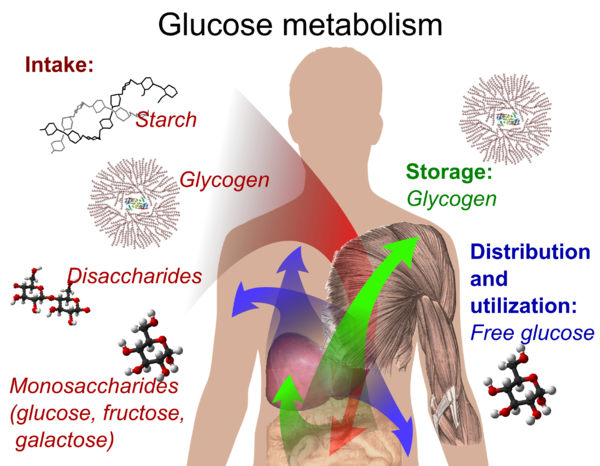 Glucose metabolism
Intake:
Starch
Glycogen
Disaccharides
Monosaccharides
(glucose, fructose,
galactose)
Storage:
Glycogen
Distribution
and
utilization:
Free glucose